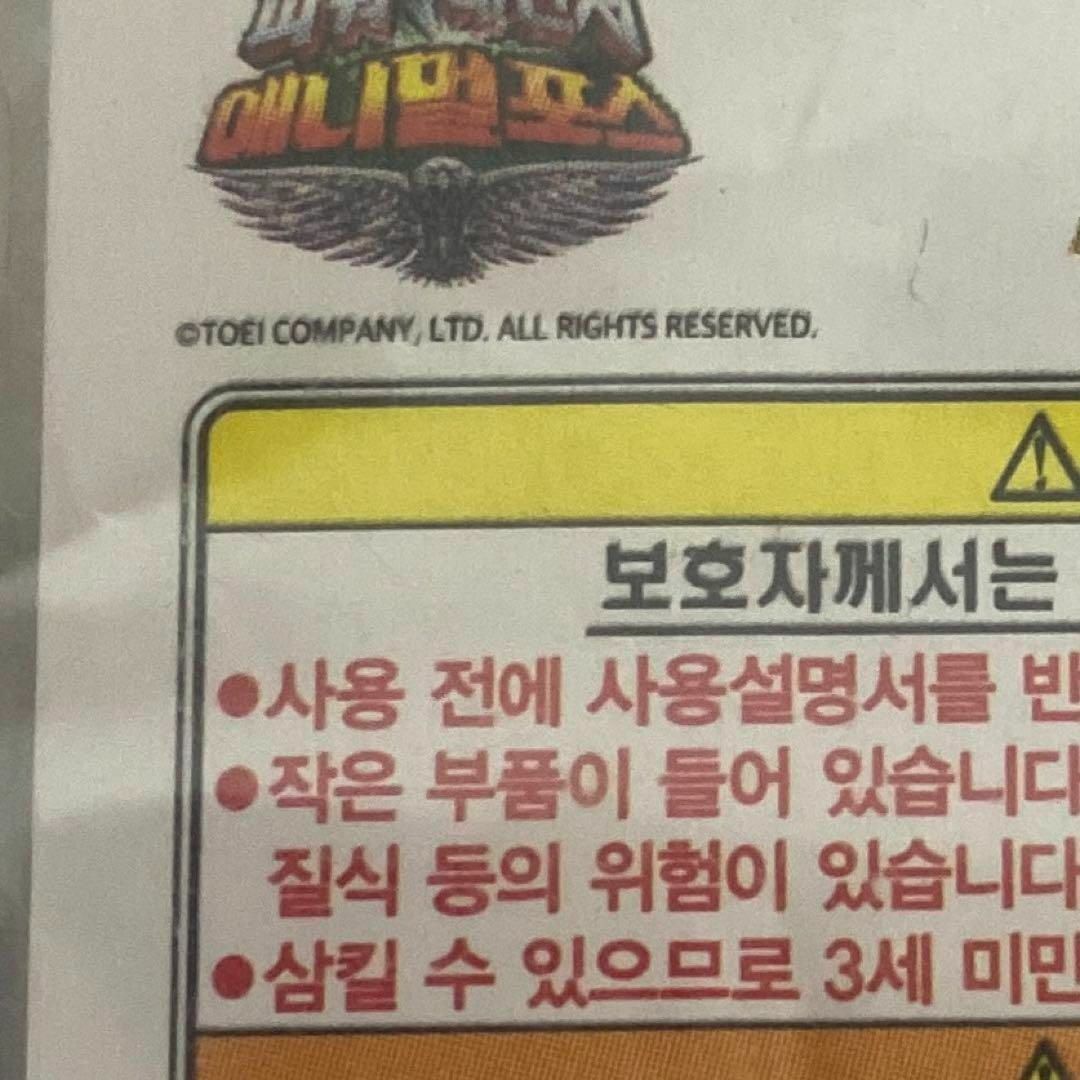 애니멀포스
©TOEI COMPANY, LTD. ALL RIGHTS RESERVED.
보호자께서는
●사용 전에 사용설명서를 반
●작은 부품이 들어 있습니다
질식 등의 위험이 있습니다
●삼킬 수 있으므로 3세 미만